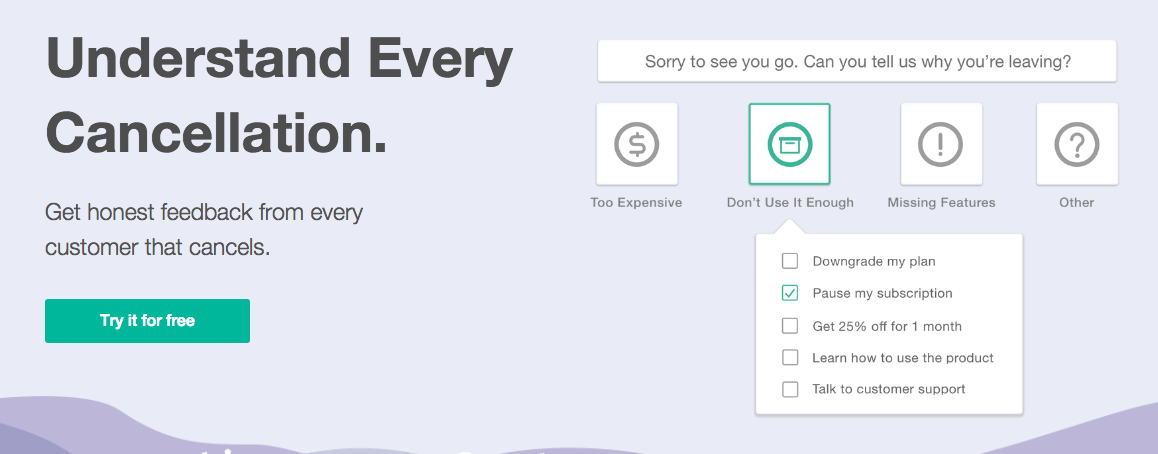 Understand Every
Cancellation.
Get honest feedback from every
customer that cancels.
Try it for free
Sorry to see you go. Can you tell us why you're leaving?
Too Expensive
Don't Use It Enough
Missing Features
Other
Downgrade my plan
Pause my subscription
Get 25% off for 1 month
Learn how to use the product
Talk to customer support